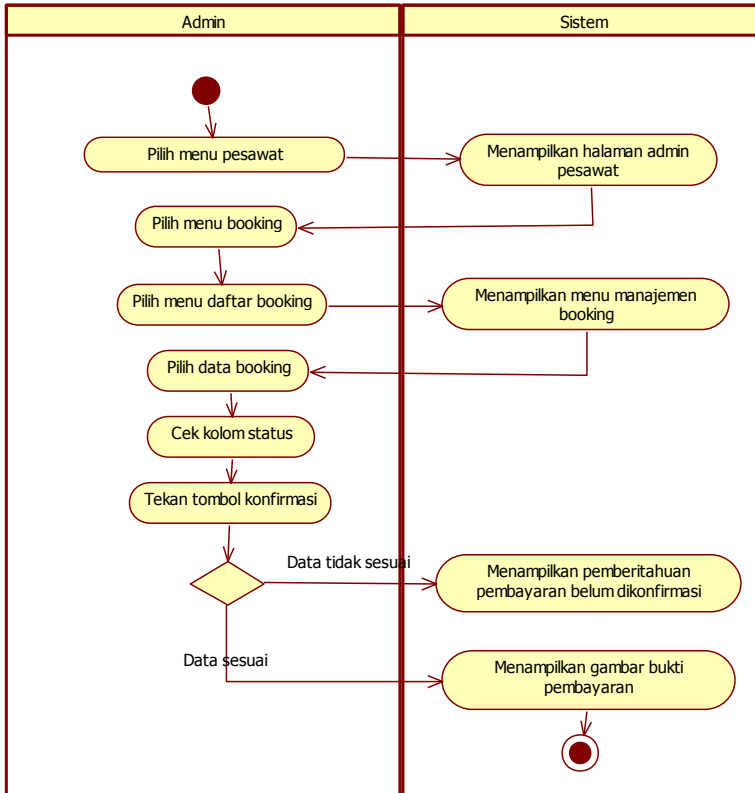 Admin
Sistem
Pilih menu pesawat
Menampilkan halaman admin
pesawat
Pilih menu booking
Pilih menu daftar booking
Menampilkan menu manajemen
booking
Pilih data booking
Cek kolom status
Tekan tombol konfirmasi
Data tidak sesuai
Menampilkan pemberitahuan
pembayaran belum dikonfirmasi
Data sesuai
Menampilkan gambar bukti
pembayaran